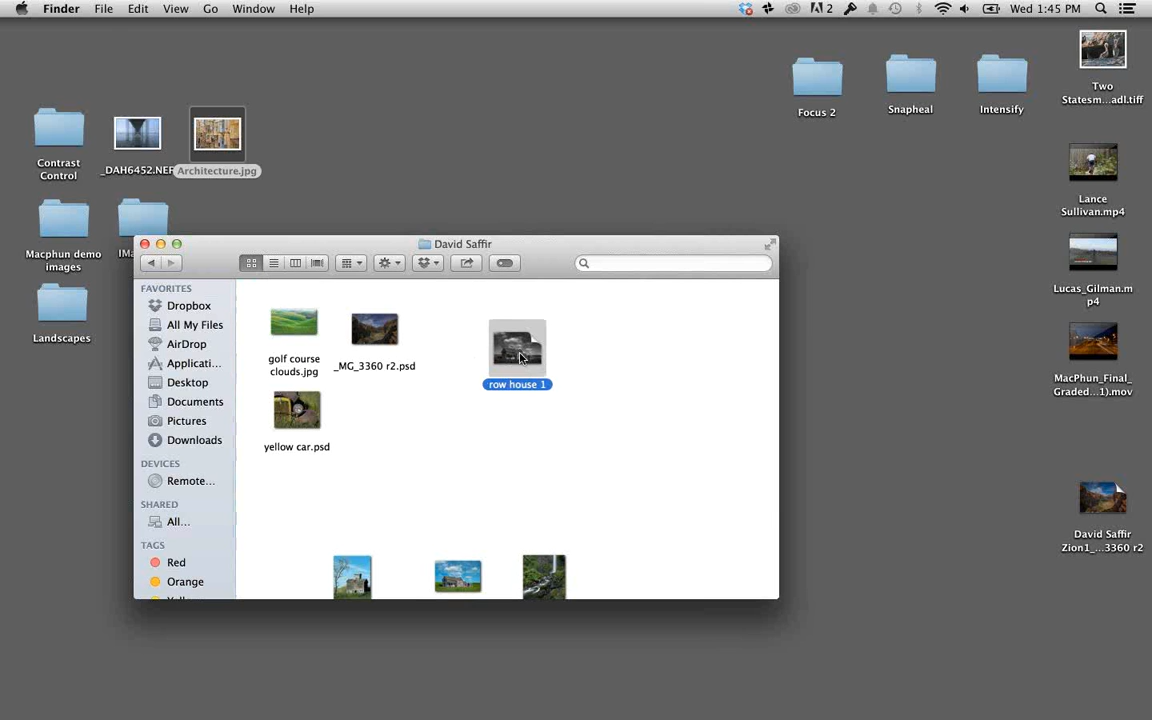 Finder File Edit View Go Window Help
2 Wed 1:45 PM
Contrast
Control
_DAH6452.NEF
Architecture.jpg
Focus 2
Snapheal
Intensify
Two
Statesm...adl.tiff
Lance
Sullivan.mp4
Macphun demo
images
IMa
Lucas_Gilman.m
p4
Landscapes
MacPhun_Final_
Graded...1).mov
David Saffir
Zion1_...3360 r2
David Saffir
FAVORITES
Dropbox
All My Files
AirDrop
Applicati...
Desktop
Documents
Pictures
Downloads
DEVICES
Remote...
SHARED
All...
TAGS
Red
Orange
golf course
clouds.jpg
_MG_3360 r2.psd
row house 1
yellow car.psd